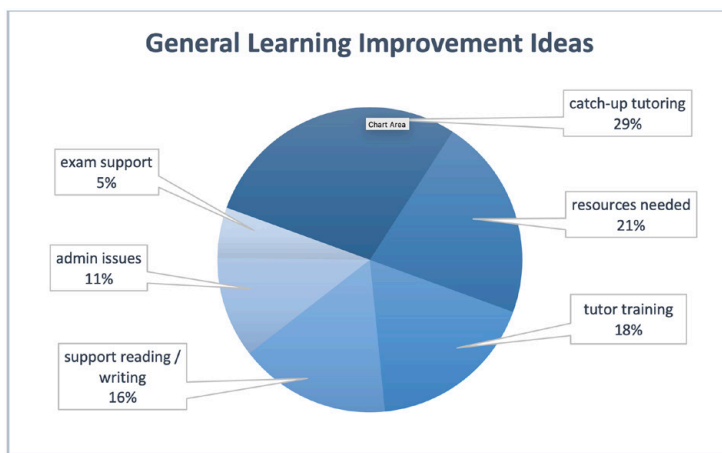 General Learning Improvement Ideas
catch-up tutoring
29%
Chart Area
exam support
5%
resources needed
21%
admin issues
11%
tutor training
18%
support reading /
writing
16%